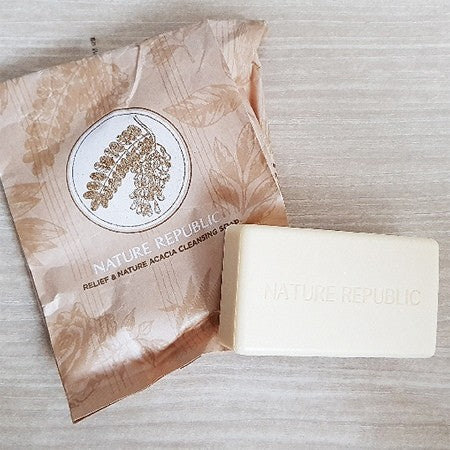 NATURE REPUBLIC
RELIEF & NATURE ACACIA CLEANSING SOAP
NATURE REPUBLIC